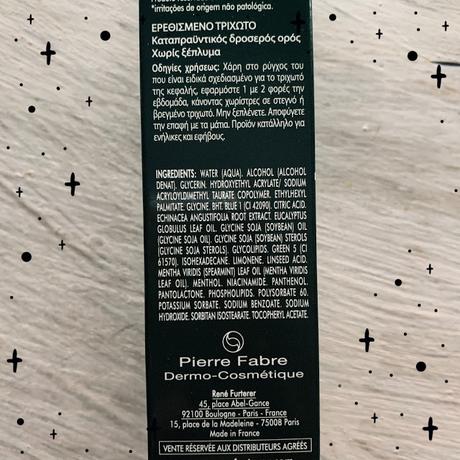 *irritações de origem não patológica.
ΕΡΕΘΙΣΜΕΝΟ ΤΡΙΧΩΤΟ
Καταπραϋντικός δροσερός ορός
Χωρίς ξέπλυμα
Οδηγίες χρήσεως: Χάρη στο ρύγχος του
που είναι ειδικά σχεδιασμένο για το τριχωτό
της κεφαλής, εφαρμόστε 1 με 2 φορές την
εβδομάδα, κάνοντας χωρίστρες σε στεγνό ή
βρεγμένο τριχωτό. Μην ξεπλένετε. Αποφύγετε
την επαφή με τα μάτια. Προϊόν κατάλληλο για
ενήλικες και εφήβους.
INGREDIENTS: WATER (AQUA). ALCOHOL (ALCOHOL
DENAT). GLYCERIN. HYDROXYETHYL ACRYLATE/ SODIUM
ACRYLOYLDIMETHYL TAURATE COPOLYMER. ETHYLHEXYL
PALMITATE. GLYCINE. BHT. BLUE 1 (CI 42090). CITRIC ACID.
ECHINACEA ANGUSTIFOLIA ROOT EXTRACT. EUCALYPTUS
GLOBULUS LEAF OIL. GLYCINE SOJA (SOYBEAN) OIL
(GLYCINE SOJA OIL). GLYCINE SOJA (SOYBEAN) STEROLS
(GLYCINE SOJA STEROLS). GLYCOLIPIDS. GREEN 5 (CI
61570). ISOHEXADECANE. LIMONENE. LINSEED ACID.
MENTHA VIRIDIS (SPEARMINT) LEAF OIL (MENTHA VIRIDIS
LEAF OIL). MENTHOL. NIACINAMIDE. PANTHENOL.
PANTOLACTONE. PHOSPHOLIPIDS. POLYSORBATE 60.
POTASSIUM SORBATE. SODIUM BENZOATE. SODIUM
HYDROXIDE. SORBITAN ISOSTEARATE. TOCOPHERYL ACETATE.
Pierre Fabre
Dermo-Cosmétique
René Furterer
45, place Abel-Gance
92100 Boulogne - Paris - France
15, place de la Madeleine - 75008 Paris
Made in France
VENTE RÉSERVÉE AUX DISTRIBUTEURS AGRÉÉS